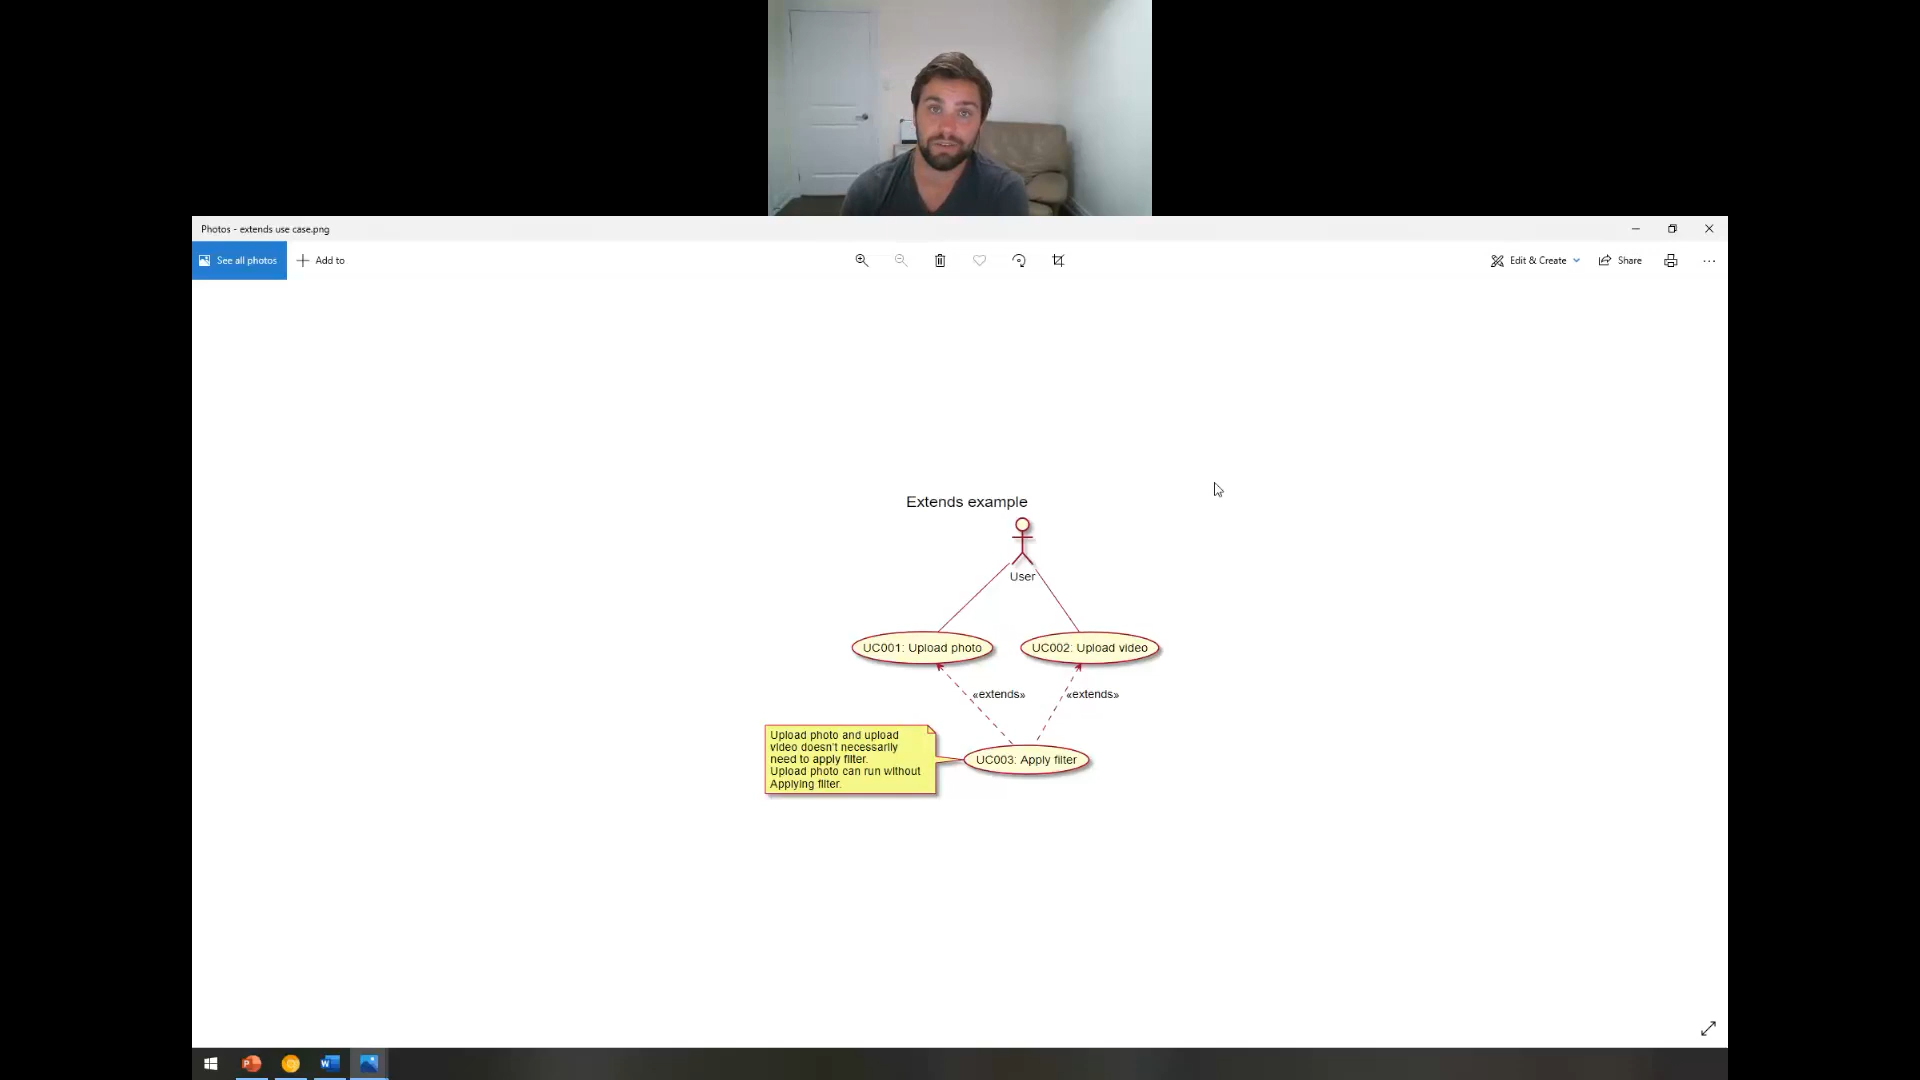 Photos - extends use case.png
See all photos
Add to
Edit & Create
Share
Extends example
User
UC001: Upload photo
UC002: Upload video
«extends»
«extends»
Upload photo and upload
video doesn't necessarily
need to apply filter.
Upload photo can run without
Applying filter.
UC003: Apply filter